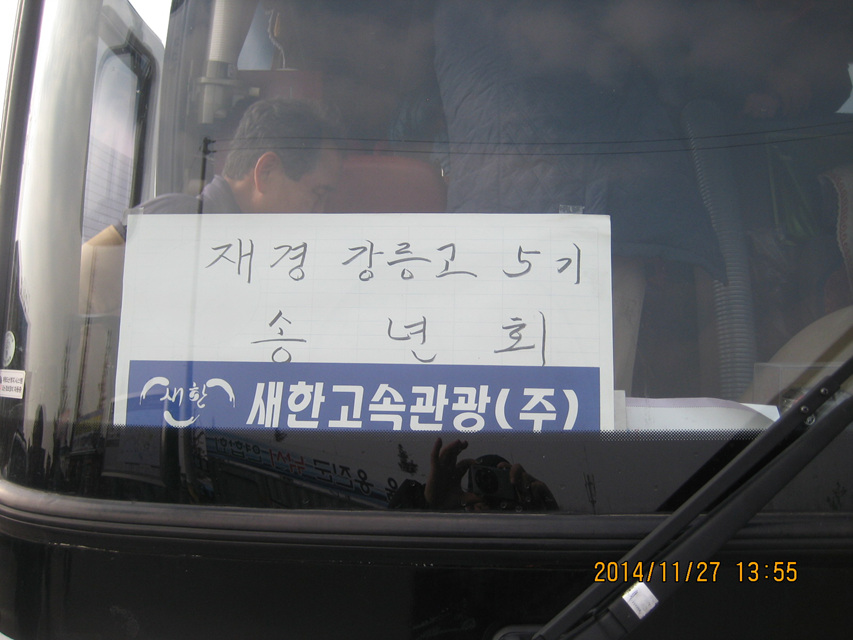 재경 강릉고 5기
송년회
새한 새한고속관광(주)
2014/11/27 13:55